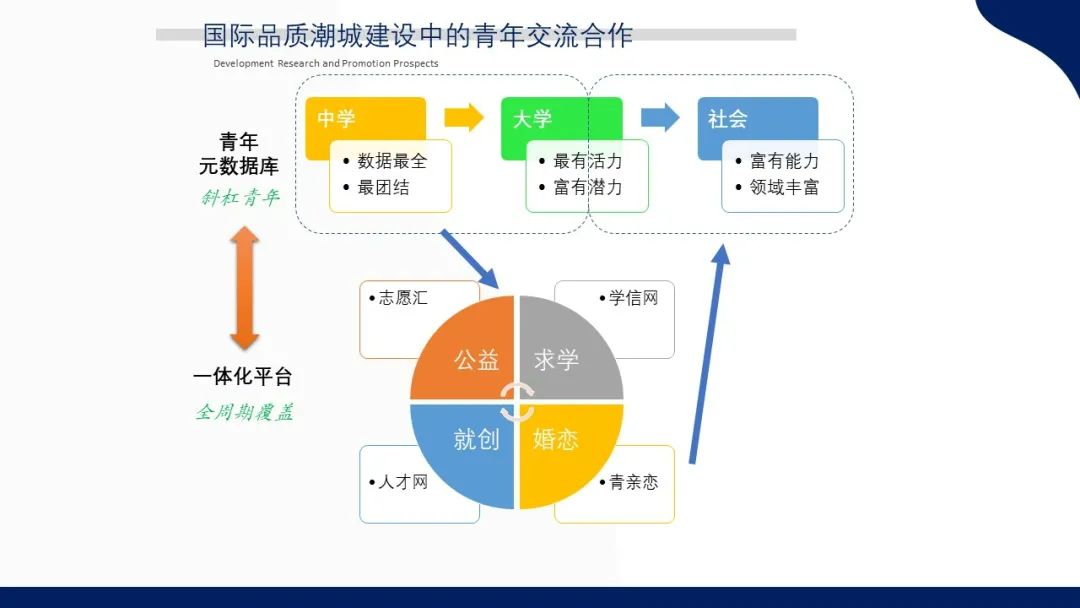 国际品质潮城建设中的青年交流合作
Development Research and Promotion Prospects
青年
元数据库
斜杠青年
中学
• 数据最全
• 最团结
大学
• 最有活力
• 富有潜力
社会
• 富有能力
• 领域丰富
一体化平台
全周期覆盖
• 志愿汇
• 学信网
公益
求学
就创
婚恋
• 人才网
• 青亲恋